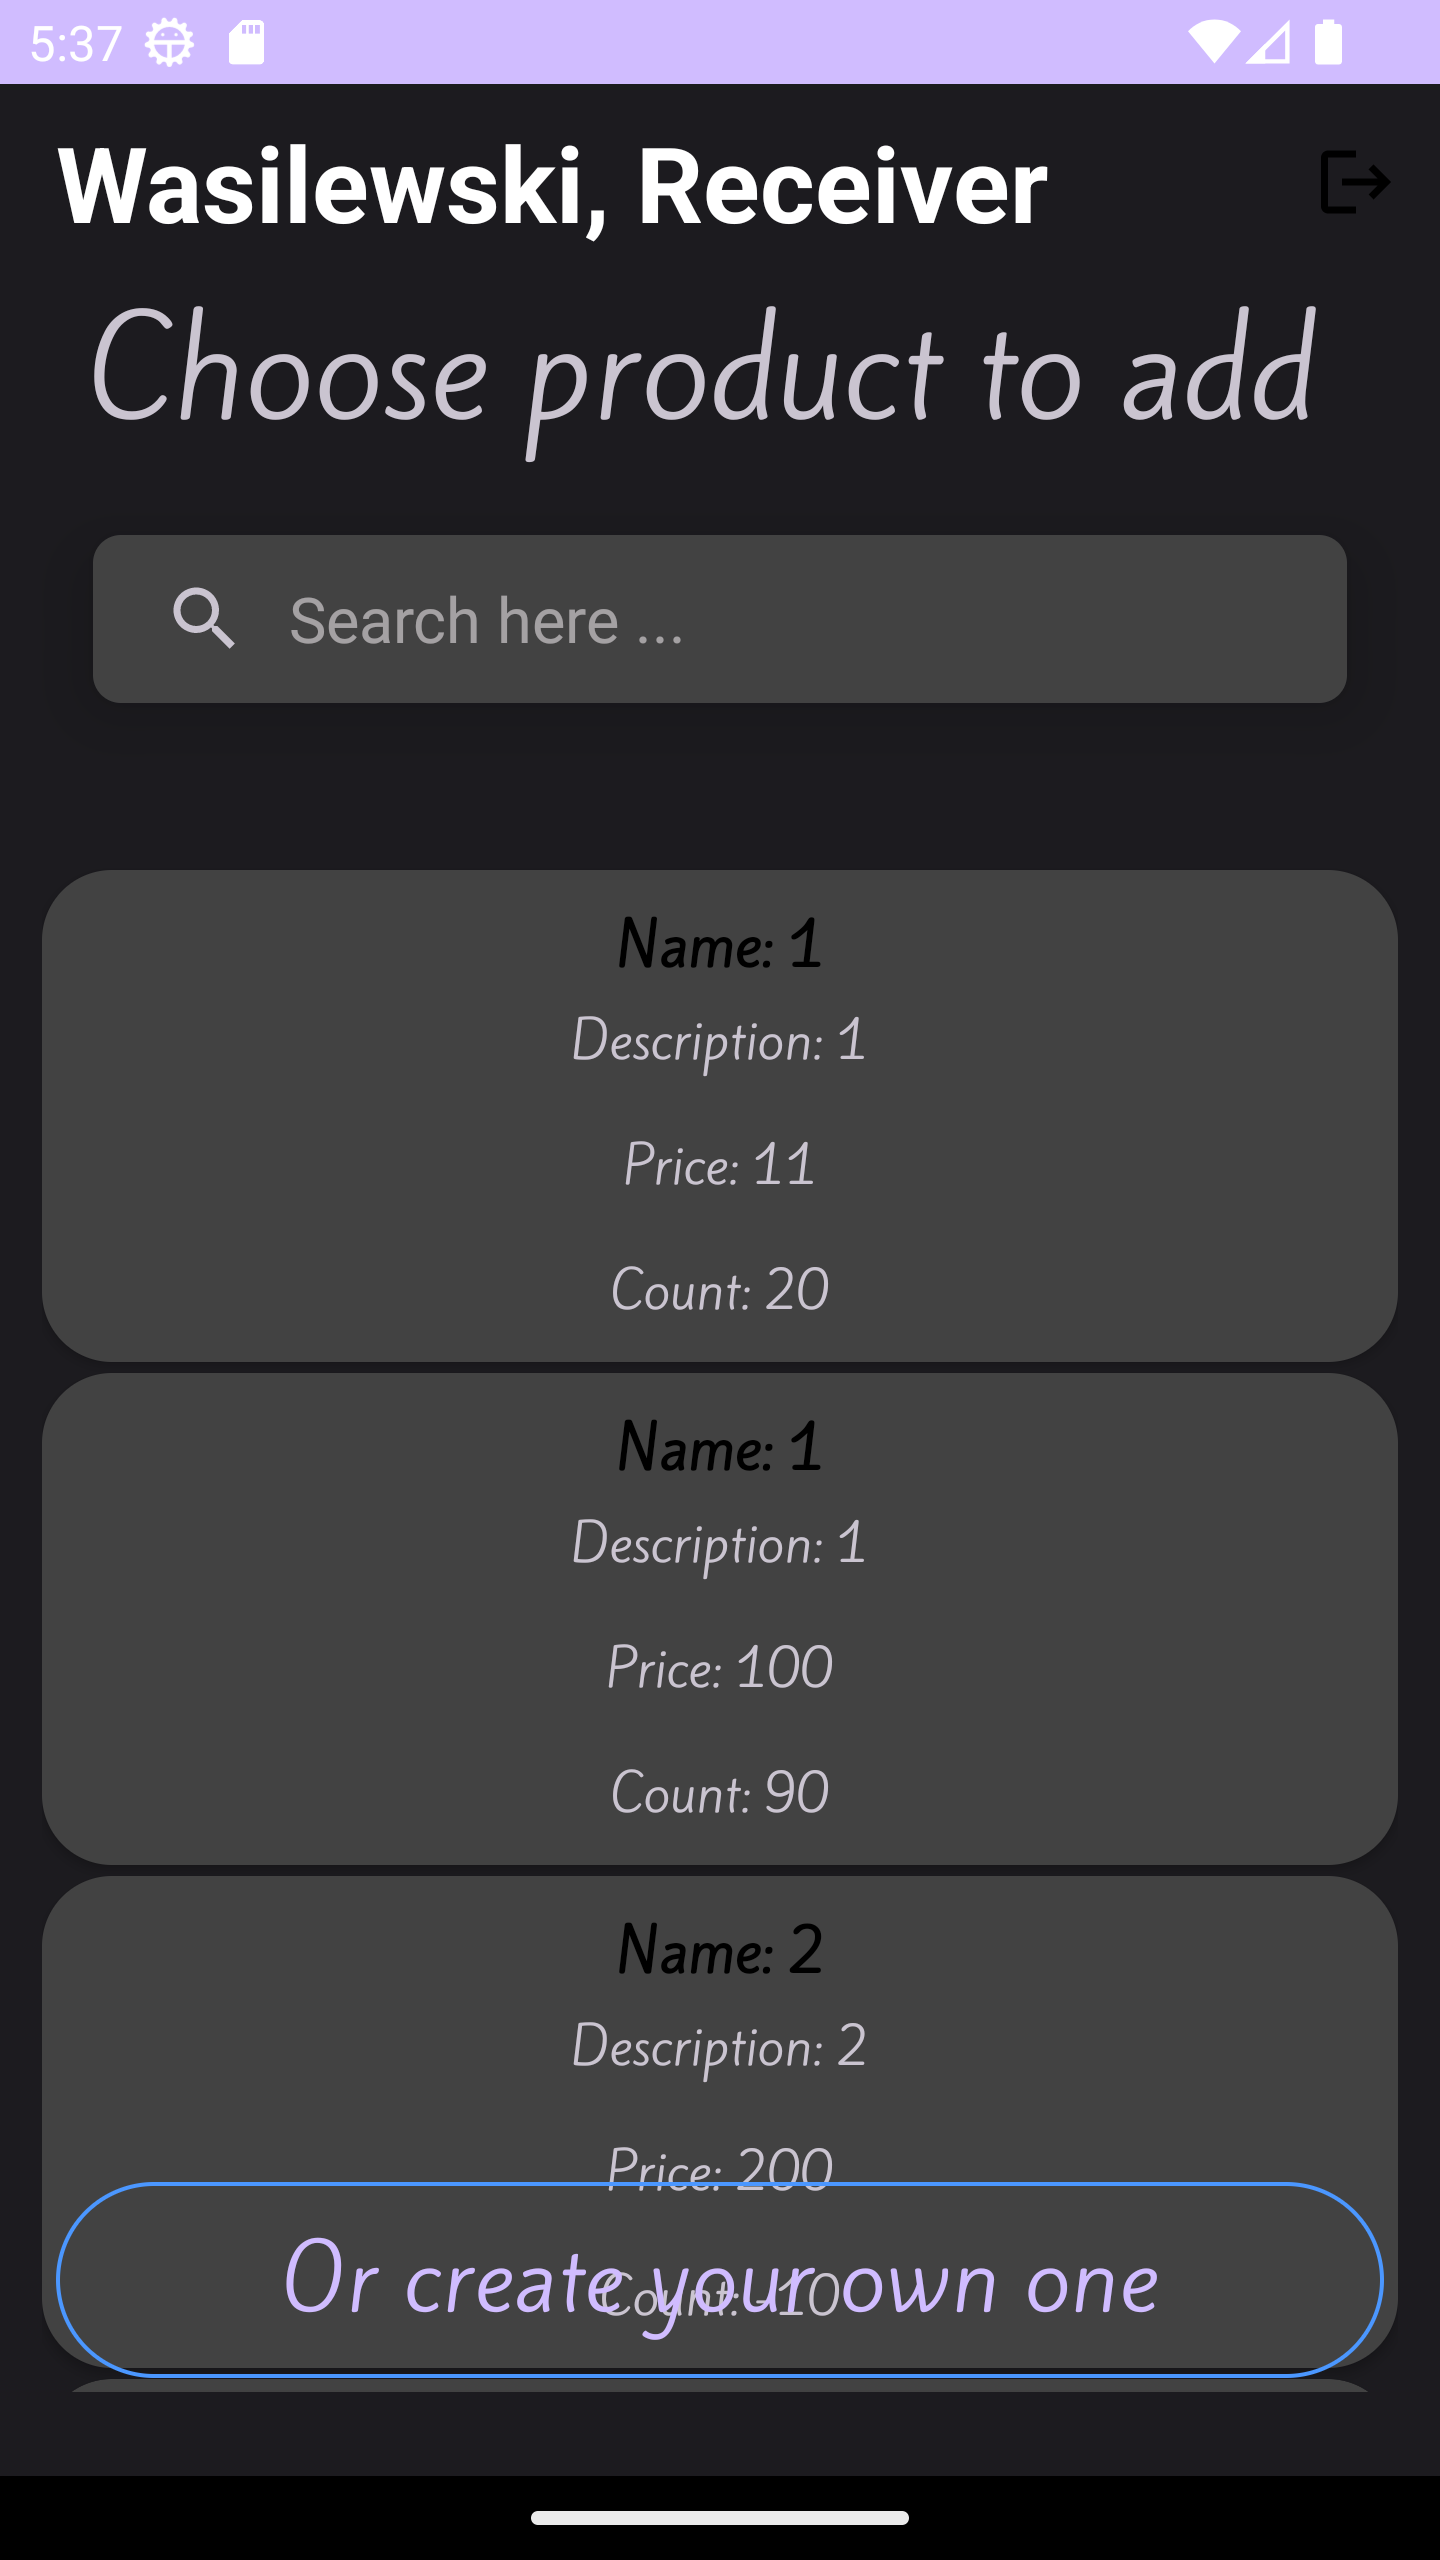 5:37
Wasilewski, Receiver
Choose product to add
Search here ...
Name: 1
Description: 1
Price: 11
Count: 20
Name: 1
Description: 1
Price: 100
Count: 90
Name: 2
Description: 2
Price: 200
Count: -10
Or create your own one